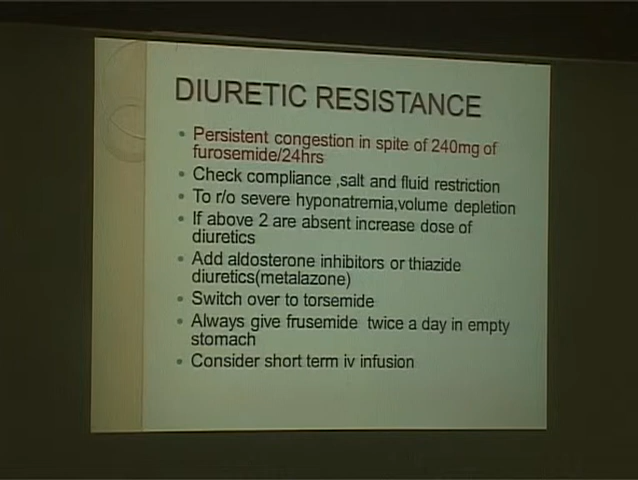 DIURETIC RESISTANCE
• Persistent congestion in spite of 240mg of
furosemide/24hrs
• Check compliance ,salt and fluid restriction
• To r/o severe hyponatremia,volume depletion
• If above 2 are absent increase dose of
diuretics
• Add aldosterone inhibitors or thiazide
diuretics(metalazone)
• Switch over to torsemide
• Always give frusemide twice a day in empty
stomach
• Consider short term iv infusion